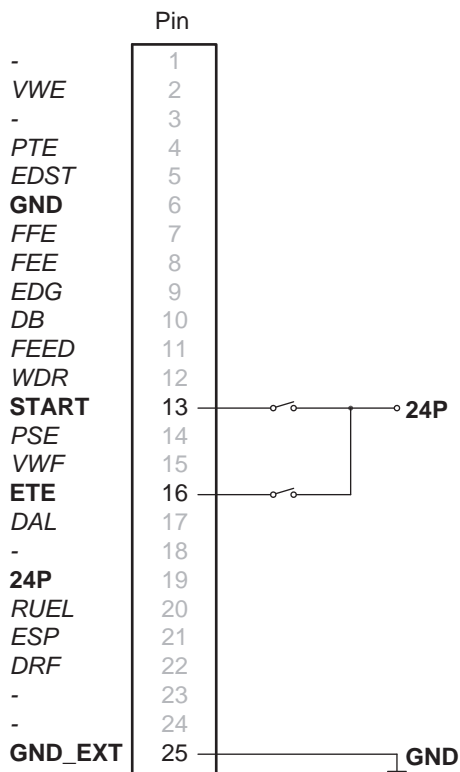 Pin
- 1
VWE 2
- 3
PTE 4
EDST 5
GND 6
FFE 7
FEE 8
EDG 9
DB 10
FEED 11
WDR 12
START 13 24P
PSE 14
VWF 15
ETE 16
DAL 17
- 18
24P 19
RUEL 20
ESP 21
DRF 22
- 23
- 24
GND_EXT 25 GND